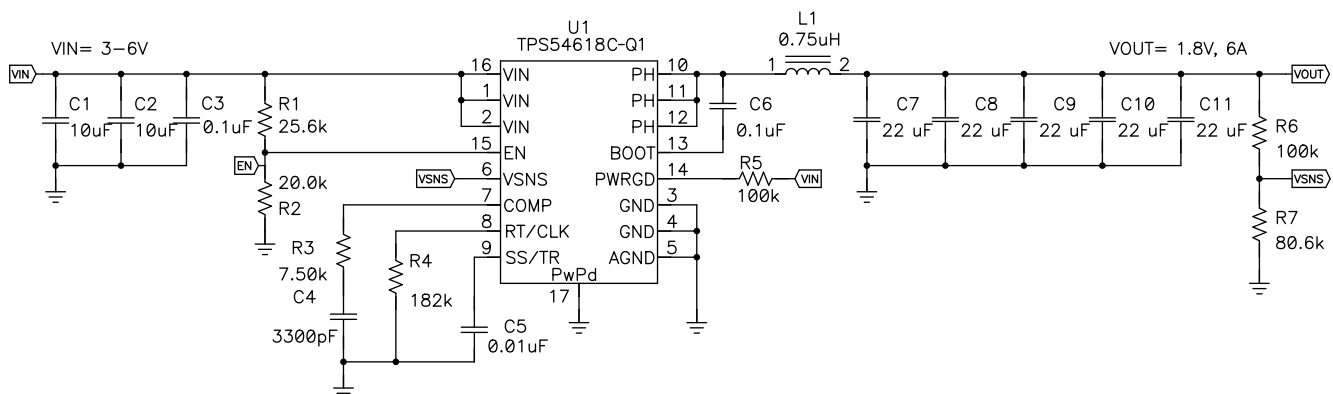 VIN= 3-6V
VIN
C1
10uF
C2
10uF
C3
0.1uF
R1
25.6k
EN
20.0k
R2
VSNS
R3
7.50k
C4
3300pF
R4
182k
C5
0.01uF
U1
TPS54618C-Q1
16 VIN
1 VIN
2 VIN
15 EN
6 VSNS
7 COMP
8 RT/CLK
9 SS/TR
PwPd
17
PH 10
PH 11
PH 12
BOOT 13
PWRGD 14
GND 3
GND 4
AGND 5
L1
0.75uH
1 2
C6
0.1uF
R5
100k
VIN
VOUT= 1.8V, 6A
C7
22 uF
C8
22 uF
C9
22 uF
C10
22 uF
C11
22 uF
VOUT
R6
100k
VSNS
R7
80.6k